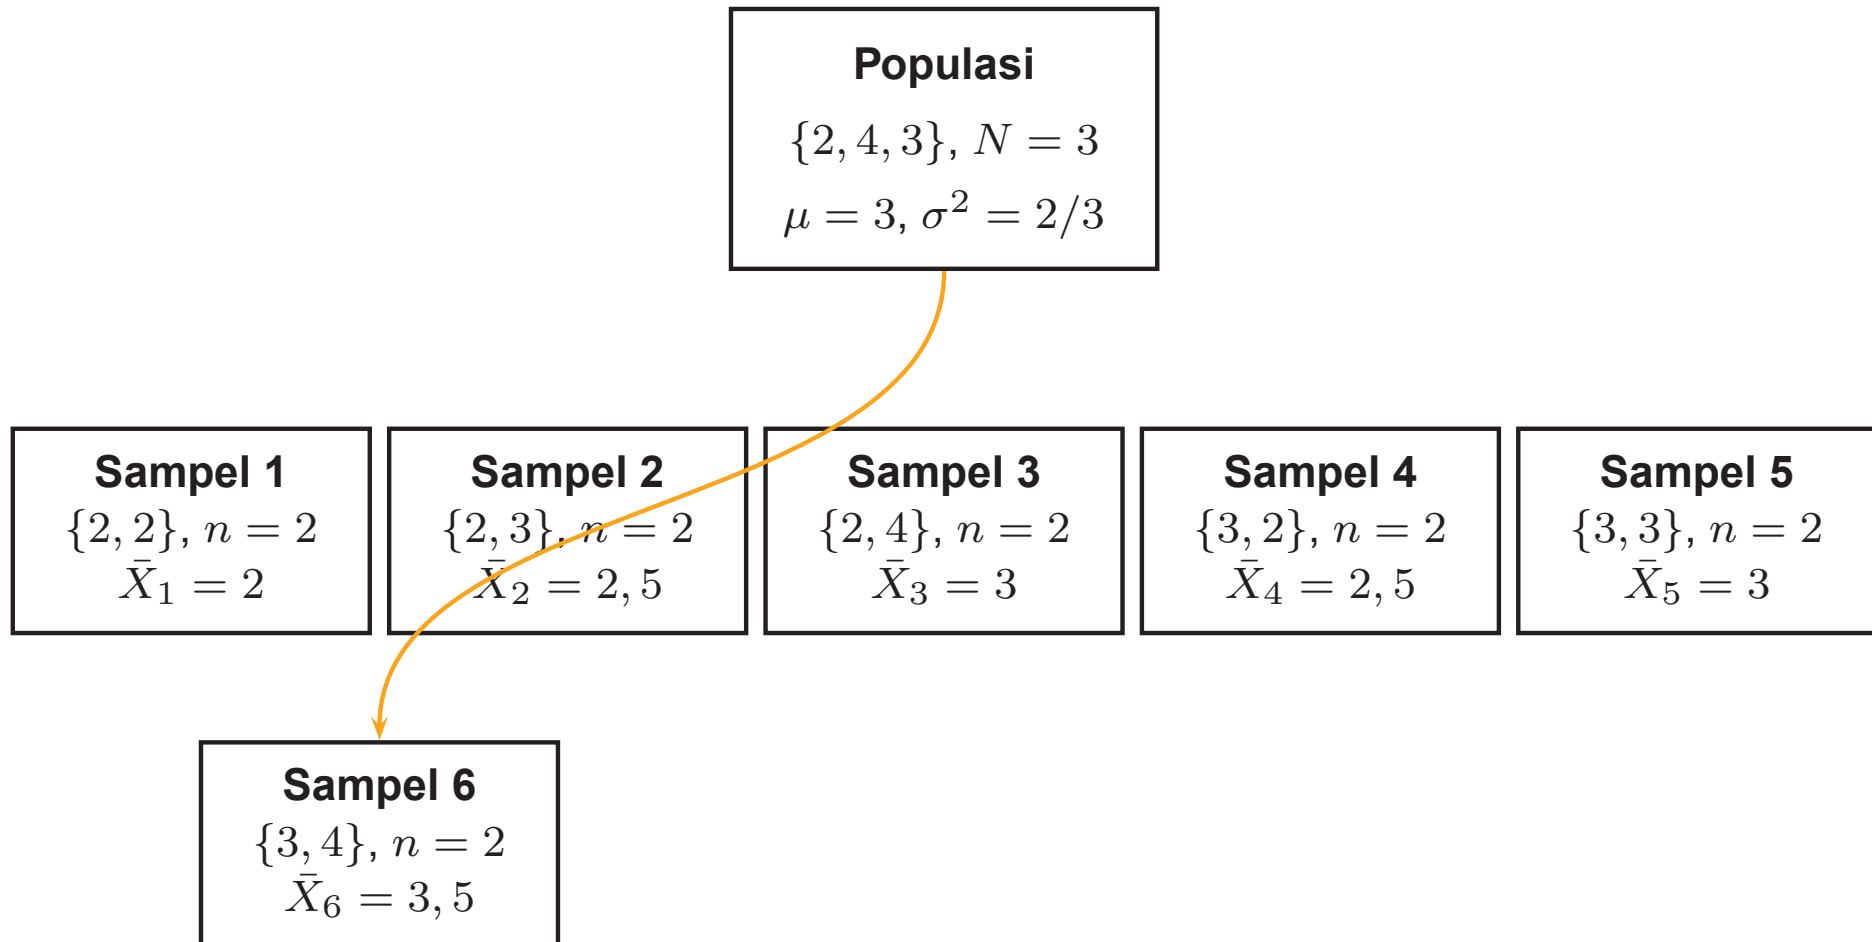 Populasi
{2, 4, 3}, N = 3
μ = 3, σ² = 2/3
Sampel 1
{2, 2}, n = 2
X̄₁ = 2
Sampel 2
{2, 3}, n = 2
X̄₂ = 2, 5
Sampel 3
{2, 4}, n = 2
X̄₃ = 3
Sampel 4
{3, 2}, n = 2
X̄₄ = 2, 5
Sampel 5
{3, 3}, n = 2
X̄₅ = 3
Sampel 6
{3, 4}, n = 2
X̄₆ = 3, 5